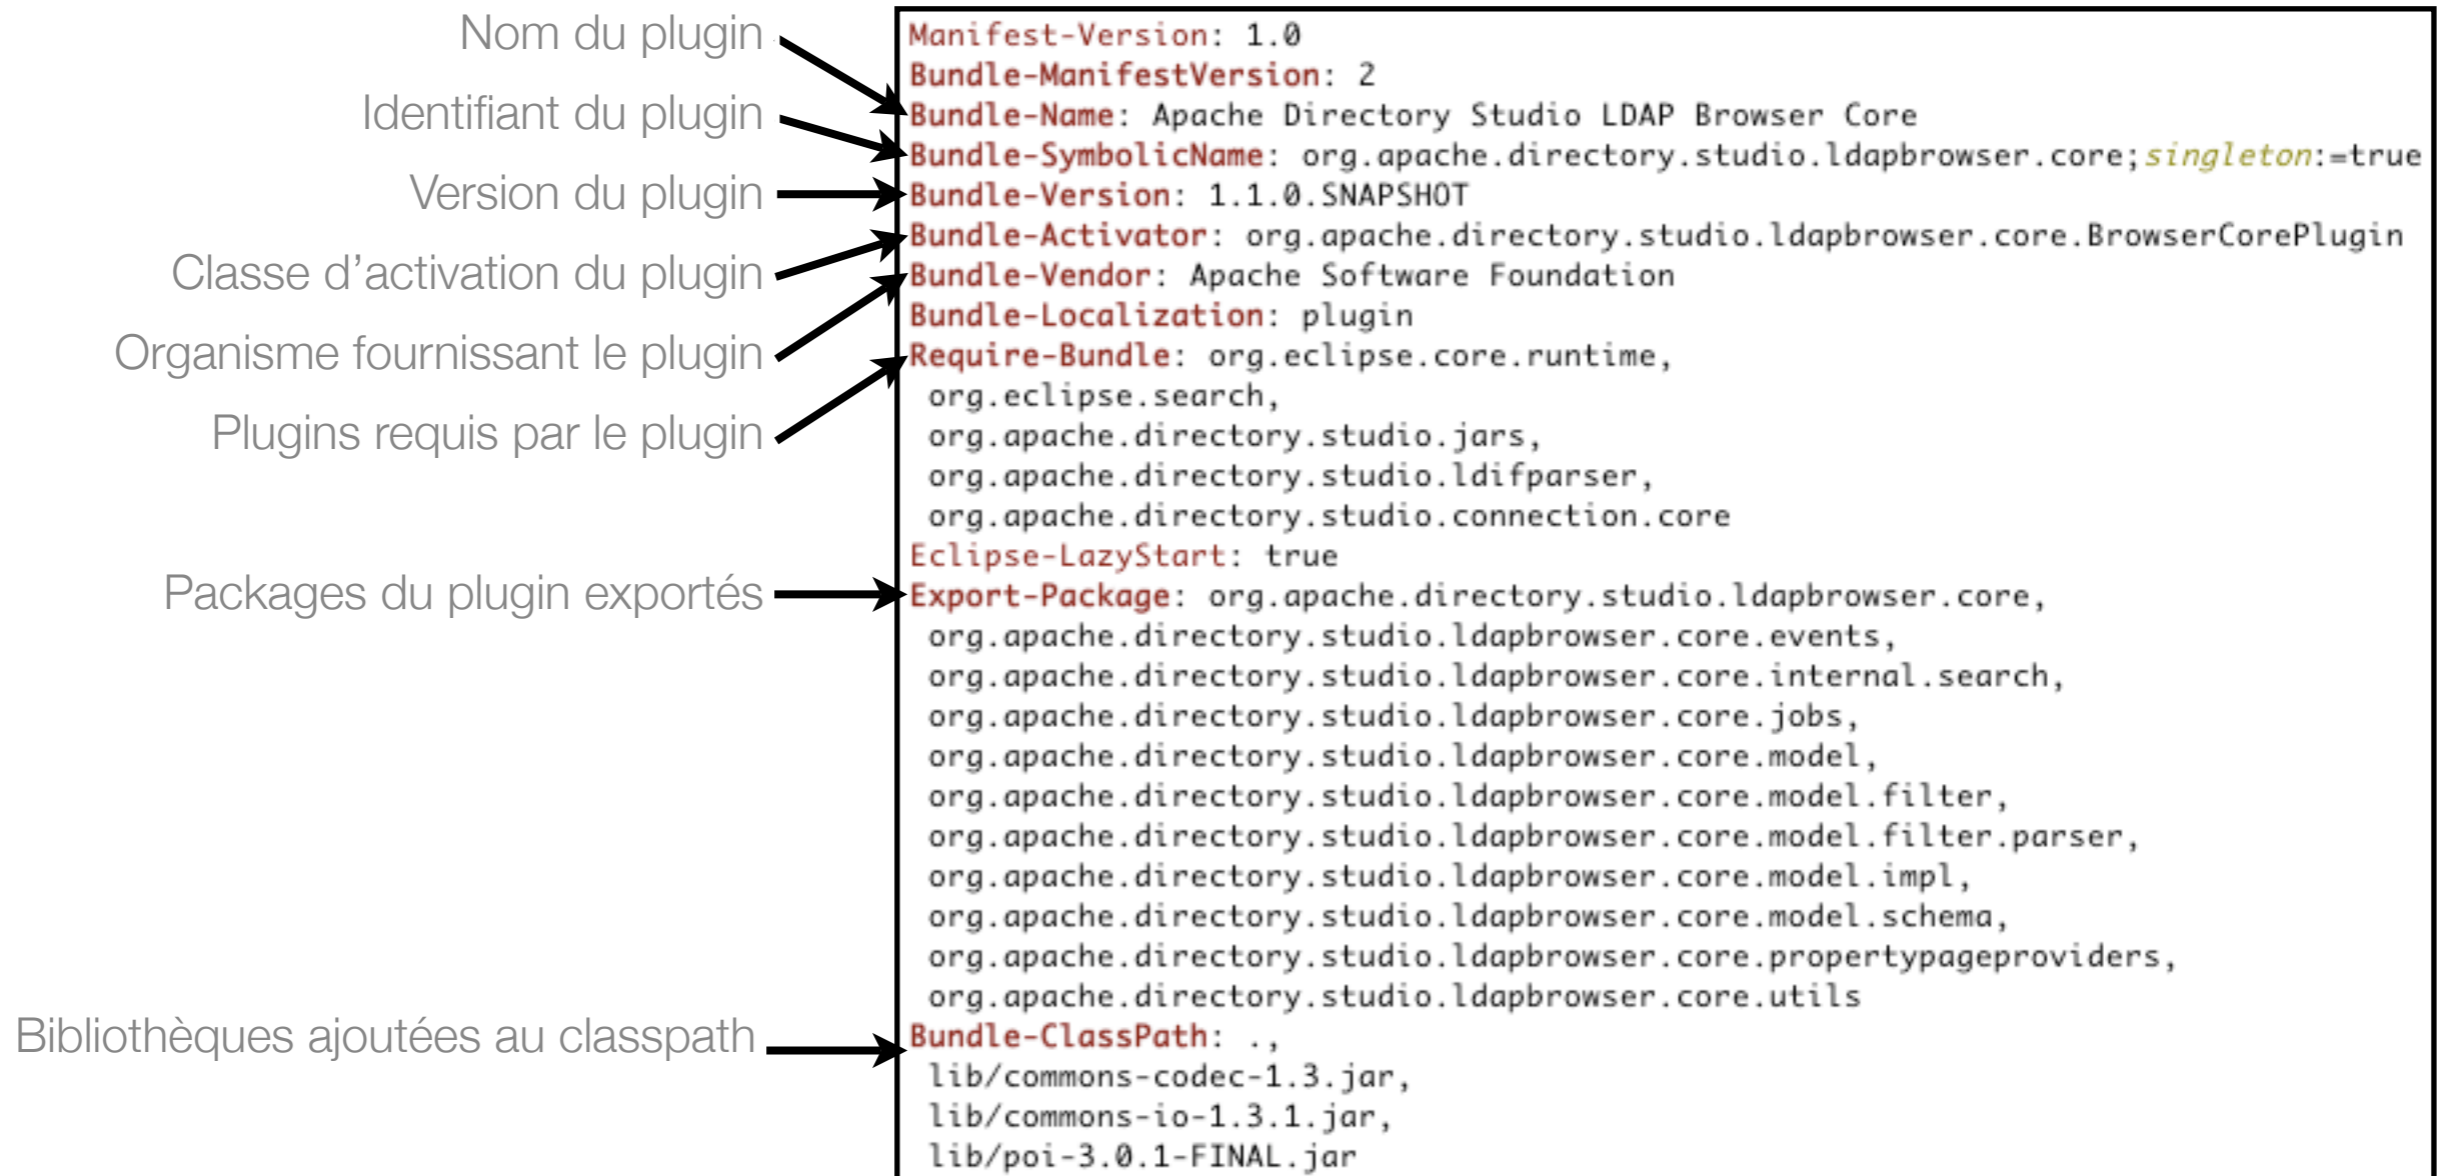 Nom du plugin
Identifiant du plugin
Version du plugin
Classe d’activation du plugin
Organisme fournissant le plugin
Plugins requis par le plugin
Packages du plugin exportés
Bibliothèques ajoutées au classpath
Manifest-Version: 1.0
Bundle-ManifestVersion: 2
Bundle-Name: Apache Directory Studio LDAP Browser Core
Bundle-SymbolicName: org.apache.directory.studio.ldapbrowser.core;singleton:=true
Bundle-Version: 1.1.0.SNAPSHOT
Bundle-Activator: org.apache.directory.studio.ldapbrowser.core.BrowserCorePlugin
Bundle-Vendor: Apache Software Foundation
Bundle-Localization: plugin
Require-Bundle: org.eclipse.core.runtime,
 org.eclipse.search,
 org.apache.directory.studio.jars,
 org.apache.directory.studio.ldifparser,
 org.apache.directory.studio.connection.core
Eclipse-LazyStart: true
Export-Package: org.apache.directory.studio.ldapbrowser.core,
 org.apache.directory.studio.ldapbrowser.core.events,
 org.apache.directory.studio.ldapbrowser.core.internal.search,
 org.apache.directory.studio.ldapbrowser.core.jobs,
 org.apache.directory.studio.ldapbrowser.core.model,
 org.apache.directory.studio.ldapbrowser.core.model.filter,
 org.apache.directory.studio.ldapbrowser.core.model.filter.parser,
 org.apache.directory.studio.ldapbrowser.core.model.impl,
 org.apache.directory.studio.ldapbrowser.core.model.schema,
 org.apache.directory.studio.ldapbrowser.core.propertypageproviders,
 org.apache.directory.studio.ldapbrowser.core.utils
Bundle-ClassPath: .,
 lib/commons-codec-1.3.jar,
 lib/commons-io-1.3.1.jar,
 lib/poi-3.0.1-FINAL.jar